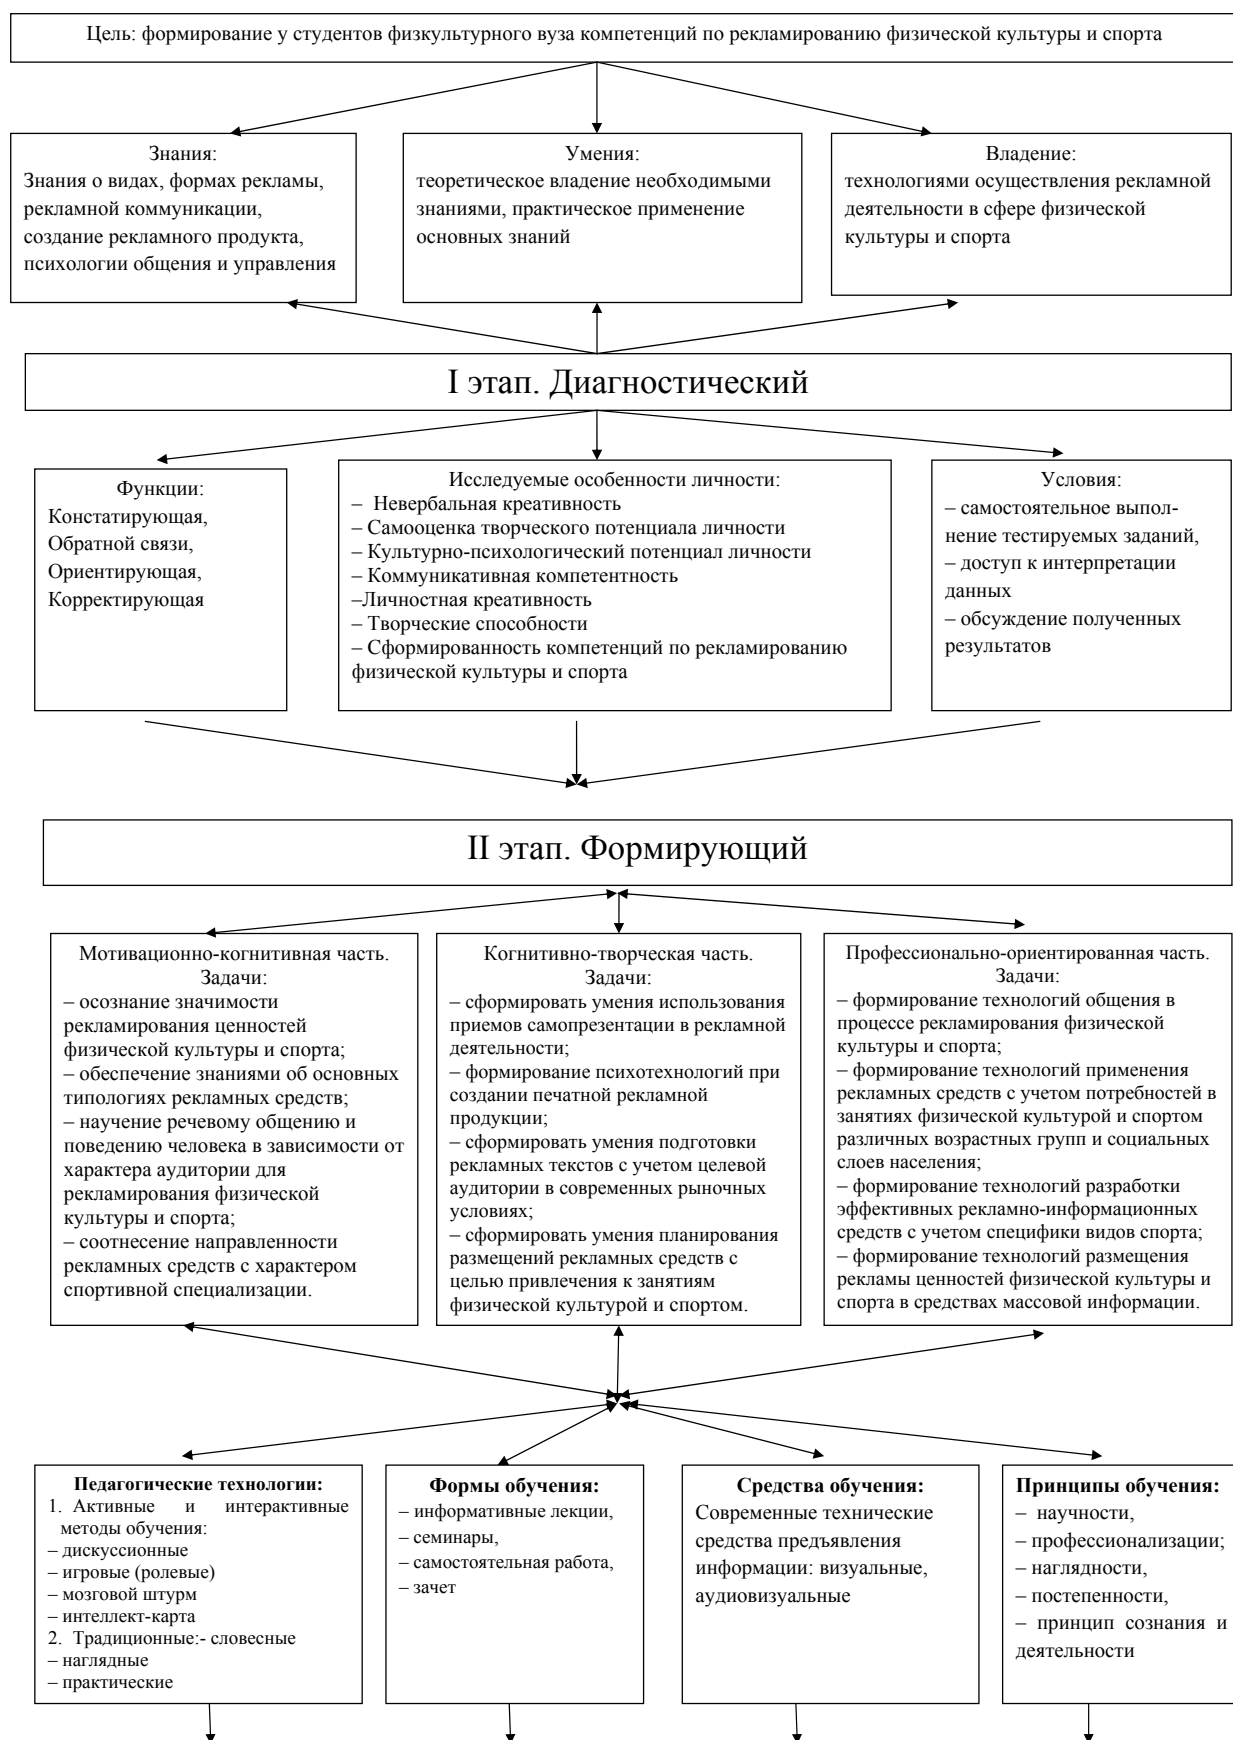 Цель: формирование у студентов физкультурного вуза компетенций по рекламированию физической культуры и спорта
Знания:
Знания о видах, формах рекламы,
рекламной коммуникации,
создание рекламного продукта,
психологии общения и управления
Умения:
теоретическое владение необходимыми
знаниями, практическое применение
основных знаний
Владение:
технологиями осуществления рекламной
деятельности в сфере физической
культуры и спорта
I этап. Диагностический
Функции:
Констатирующая,
Обратной связи,
Ориентирующая,
Корректирующая
Исследуемые особенности личности:
– Невербальная креативность
– Самооценка творческого потенциала личности
– Культурно-психологический потенциал личности
– Коммуникативная компетентность
–Личностная креативность
– Творческие способности
– Сформированность компетенций по рекламированию
физической культуры и спорта
Условия:
– самостоятельное выпол-
нение тестируемых заданий,
– доступ к интерпретации
данных
– обсуждение полученных
результатов
II этап. Формирующий
Мотивационно-когнитивная часть.
Задачи:
– осознание значимости
рекламирования ценностей
физической культуры и спорта;
– обеспечение знаниями об основных
типологиях рекламных средств;
– научение речевому общению и
поведению человека в зависимости от
характера аудитории для
рекламирования физической
культуры и спорта;
– соотнесение направленности
рекламных средств с характером
спортивной специализации.
Когнитивно-творческая часть.
Задачи:
– сформировать умения использования
приемов самопрезентации в рекламной
деятельности;
– формирование психотехнологий при
создании печатной рекламной
продукции;
– сформировать умения подготовки
рекламных текстов с учетом целевой
аудитории в современных рыночных
условиях;
– сформировать умения планирования
размещений рекламных средств с
целью привлечения к занятиям
физической культурой и спортом.
Профессионально-ориентированная часть.
Задачи:
– формирование технологий общения в
процессе рекламирования физической
культуры и спорта;
– формирование технологий применения
рекламных средств с учетом потребностей в
занятиях физической культурой и спортом
различных возрастных групп и социальных
слоев населения;
– формирование технологий разработки
эффективных рекламно-информационных
средств с учетом специфики видов спорта;
– формирование технологий размещения
рекламы ценностей физической культуры и
спорта в средствах массовой информации.
Педагогические технологии:
1. Активные и интерактивные
методы обучения:
– дискуссионные
– игровые (ролевые)
– мозговой штурм
– интеллект-карта
2. Традиционные:- словесные
– наглядные
– практические
Формы обучения:
– информативные лекции,
– семинары,
– самостоятельная работа,
– зачет
Средства обучения:
Современные технические
средства предъявления
информации: визуальные,
аудиовизуальные
Принципы обучения:
– научности,
– профессионализации;
– наглядности,
– постепенности,
– принцип сознания и
деятельности